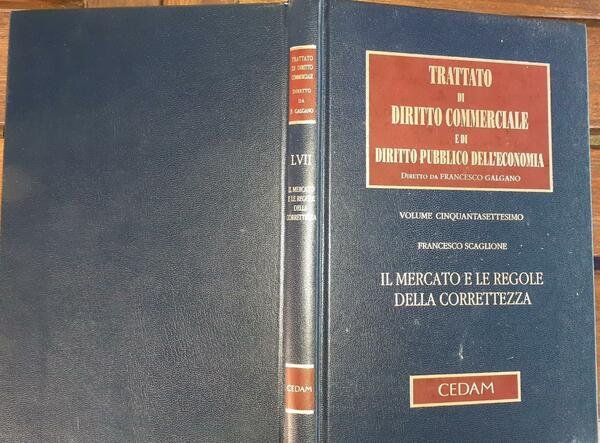 TRATTATO
DI DIRITTO
COMMERCIALE
DIRETTO
DA
F. GALGANO
LVII
IL MERCATO
E LE REGOLE
DELLA
CORRETTEZZA
CEDAM
TRATTATO
DI
DIRITTO COMMERCIALE
E DI
DIRITTO PUBBLICO DELL'ECONOMIA
DIRETTO DA FRANCESCO GALGANO
VOLUME CINQUANTASETTESIMO
FRANCESCO SCAGLIONE
IL MERCATO E LE REGOLE
DELLA CORRETTEZZA
CEDAM